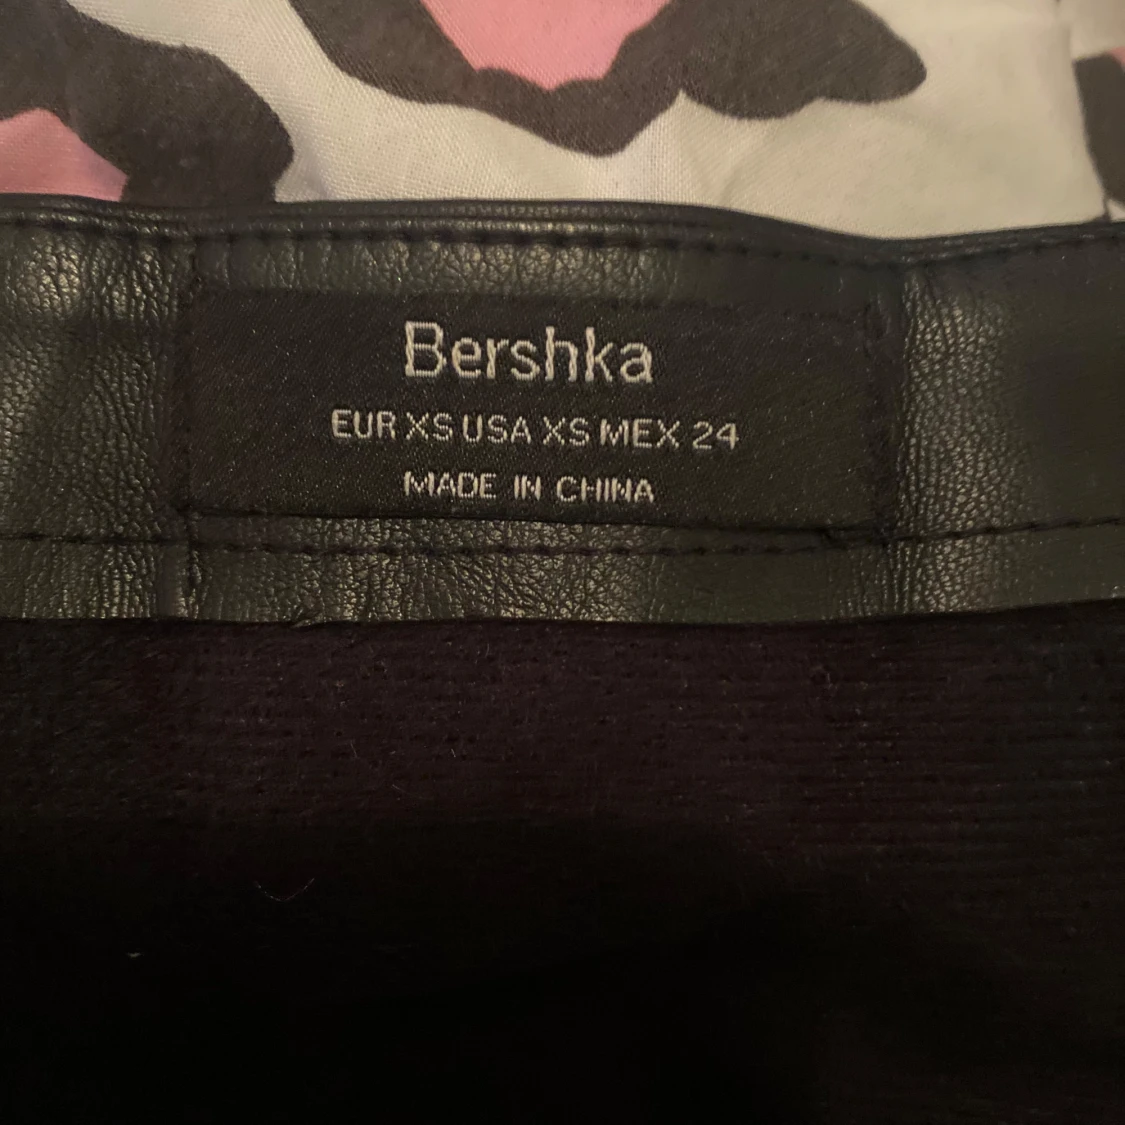 Bershka
EUR XS USA XS MEX 24
MADE IN CHINA